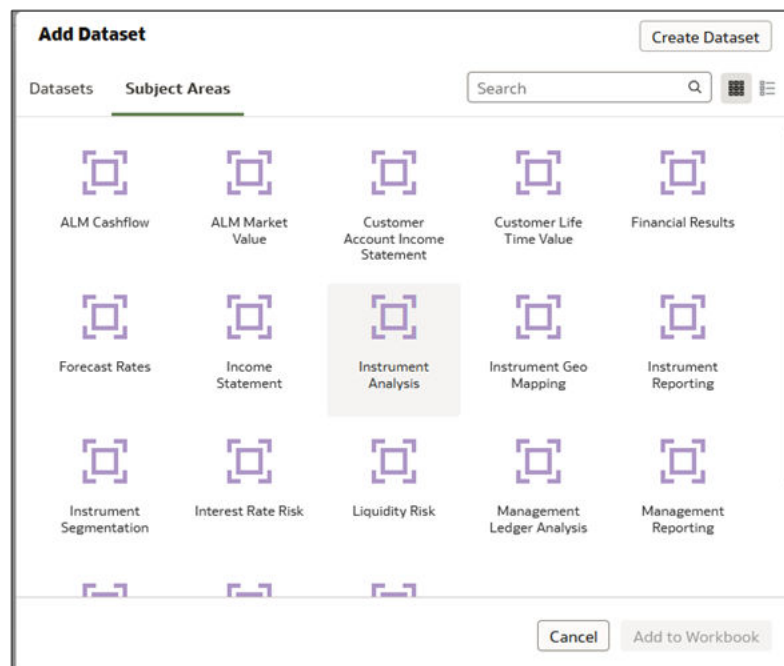 Add Dataset
Create Dataset
Datasets
Subject Areas
Search
ALM Cashflow
ALM Market
Value
Customer
Account Income
Statement
Customer Life
Time Value
Financial Results
Forecast Rates
Income
Statement
Instrument
Analysis
Instrument Geo
Mapping
Instrument
Reporting
Instrument
Segmentation
Interest Rate Risk
Liquidity Risk
Management
Ledger Analysis
Management
Reporting
Cancel
Add to Workbook